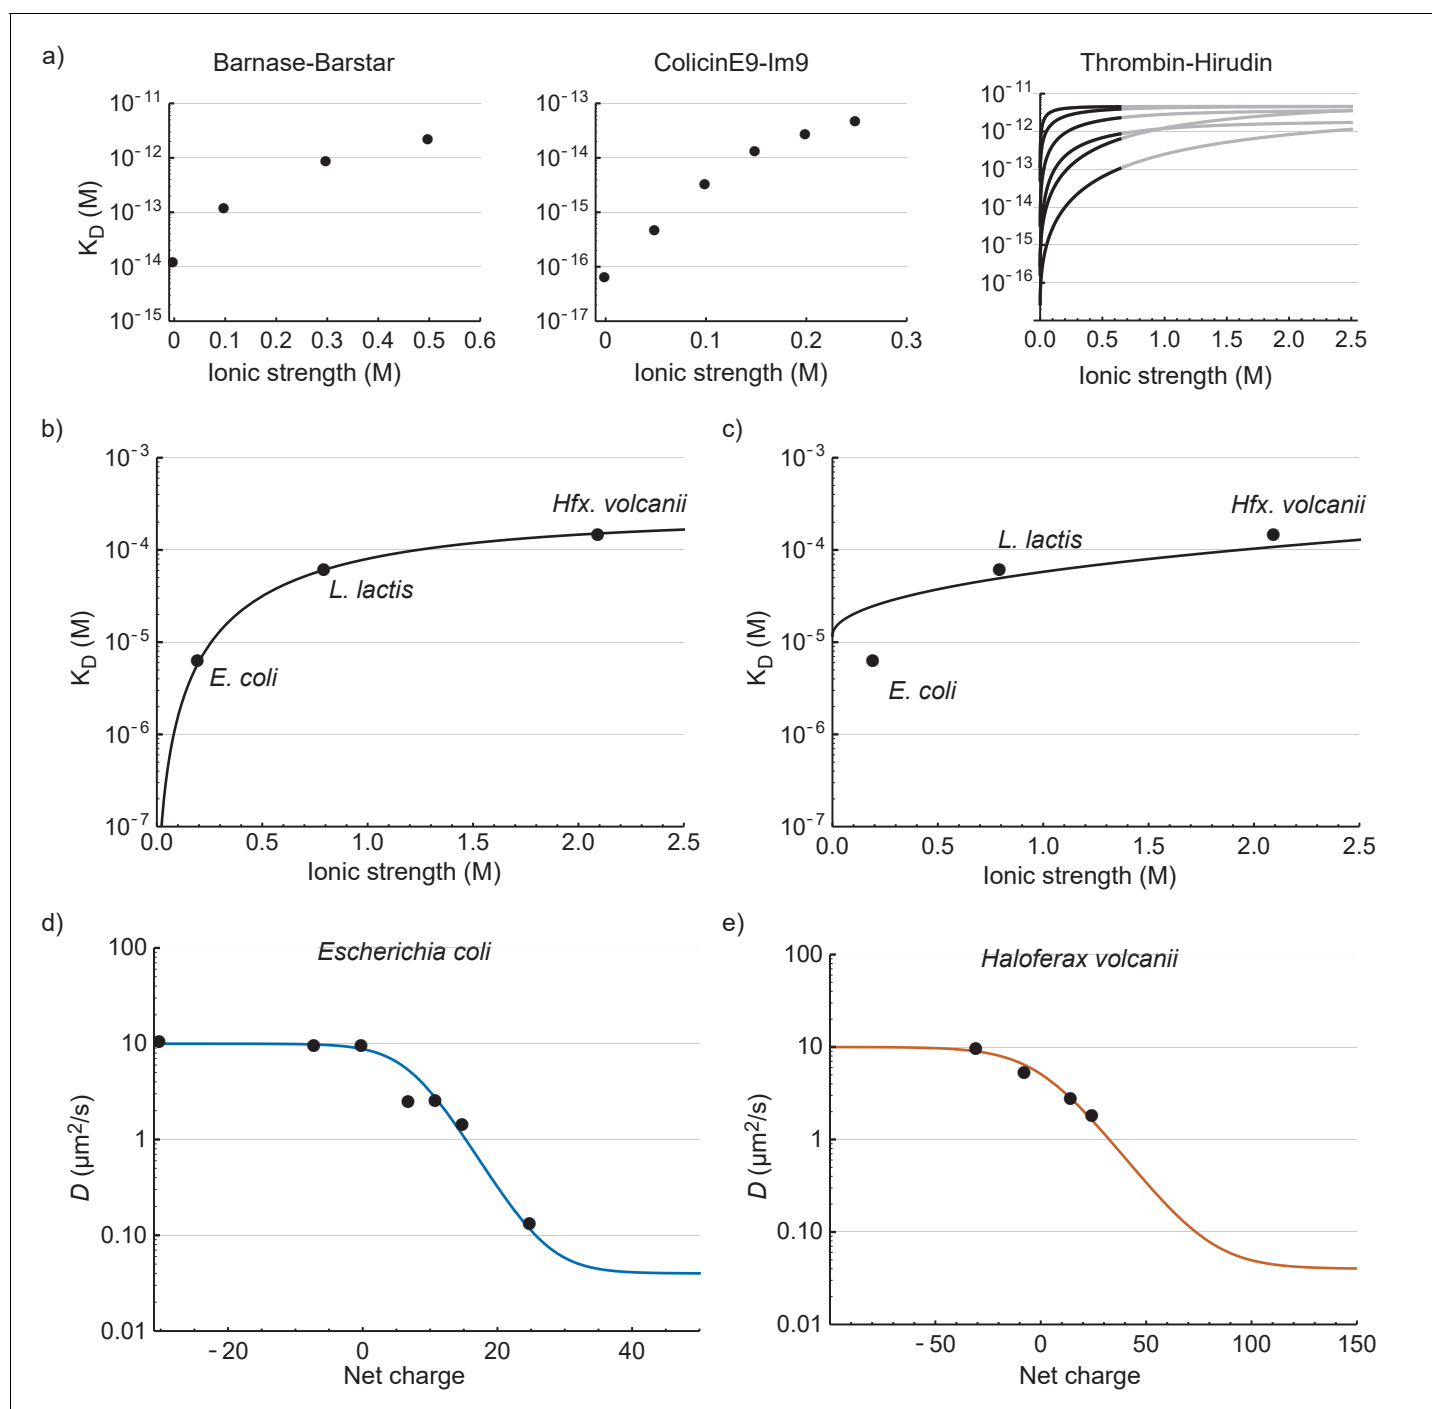 a)
Barnase-Barstar
ColicinE9-Im9
Thrombin-Hirudin
K_D (M)
10^-11
10^-12
10^-13
10^-14
10^-15
0 0.1 0.2 0.3 0.4 0.5 0.6
Ionic strength (M)
10^-13
10^-14
10^-15
10^-16
10^-17
0 0.1 0.2 0.3
Ionic strength (M)
10^-11
10^-12
10^-13
10^-14
10^-15
10^-16
0.0 0.5 1.0 1.5 2.0 2.5
Ionic strength (M)
b)
K_D (M)
10^-3
10^-4
10^-5
10^-6
10^-7
Hfx. volcanii
L. lactis
E. coli
0.0 0.5 1.0 1.5 2.0 2.5
Ionic strength (M)
c)
K_D (M)
10^-3
10^-4
10^-5
10^-6
10^-7
Hfx. volcanii
L. lactis
E. coli
0.0 0.5 1.0 1.5 2.0 2.5
Ionic strength (M)
d)
Escherichia coli
D (μm²/s)
100
10
1
0.10
0.01
-20 0 20 40
Net charge
e)
Haloferax volcanii
D (μm²/s)
100
10
1
0.10
0.01
-50 0 50 100 150
Net charge